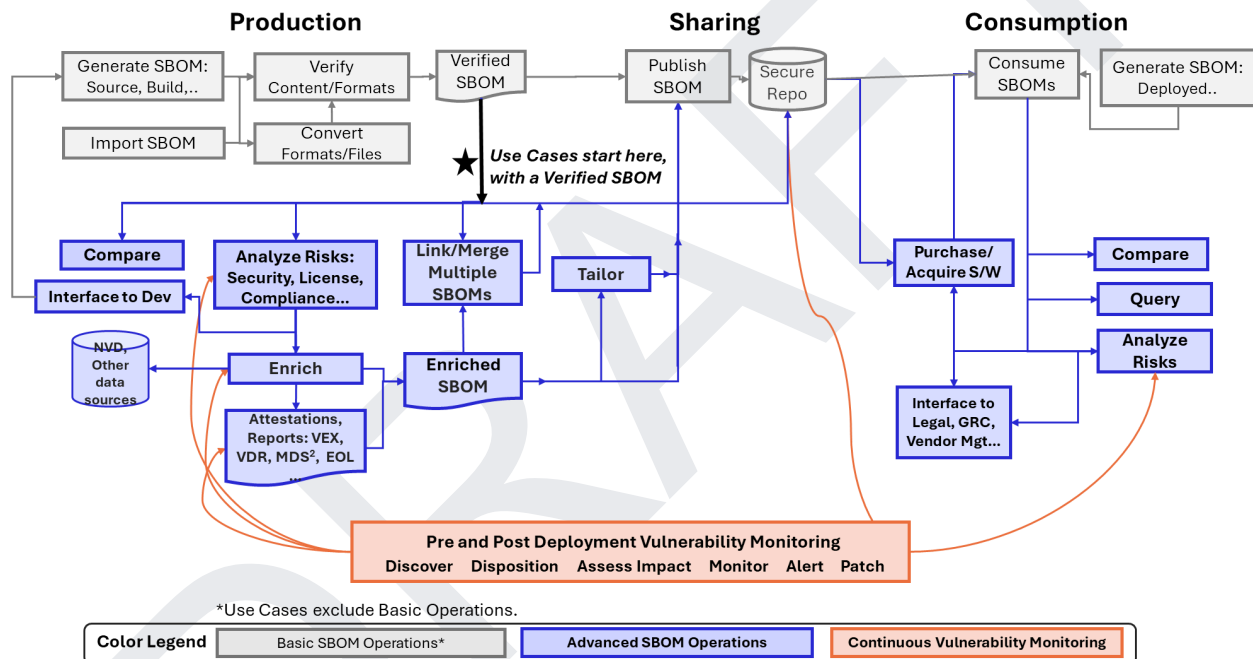 Production
Sharing
Consumption
Generate SBOM:
Source, Build,..
Import SBOM
Verify
Content/Formats
Convert
Formats/Files
Verified
SBOM
Publish
SBOM
Secure
Repo
Consume
SBOMs
Generate SBOM:
Deployed..
★ Use Cases start here,
with a Verified SBOM
Compare
Interface to Dev
Analyze Risks:
Security, License,
Compliance...
Link/Merge
Multiple
SBOMs
Tailor
Purchase/
Acquire S/W
Compare
Query
Analyze
Risks
NVD,
Other
data
sources
Enrich
Enriched
SBOM
Attestations,
Reports: VEX,
VDR, MDS², EOL
...
Interface to
Legal, GRC,
Vendor Mgt...
Pre and Post Deployment Vulnerability Monitoring
Discover Disposition Assess Impact Monitor Alert Patch
*Use Cases exclude Basic Operations.
Color Legend
Basic SBOM Operations*
Advanced SBOM Operations
Continuous Vulnerability Monitoring
DRAFT